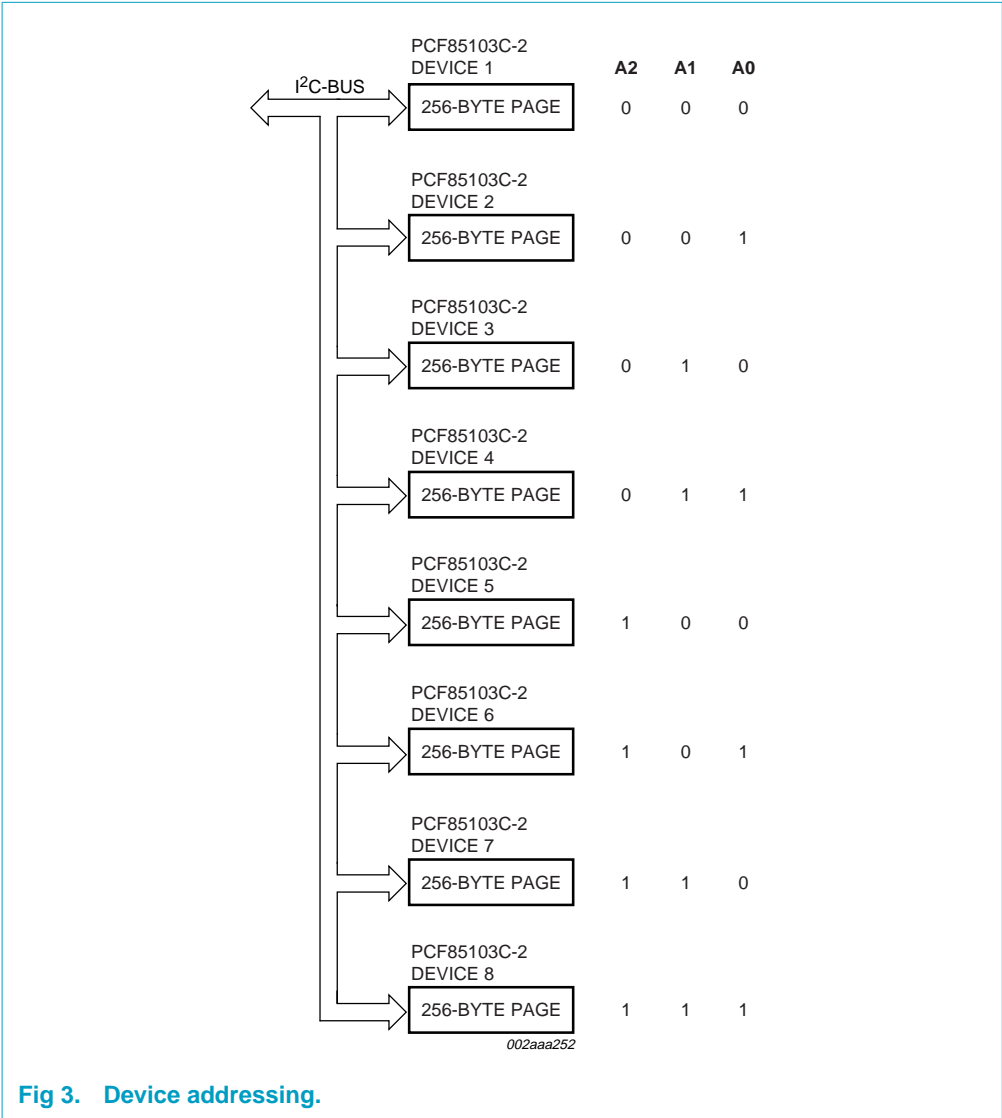 PCF85103C-2
DEVICE 1 A2 A1 A0
I2C-BUS
256-BYTE PAGE 0 0 0
PCF85103C-2
DEVICE 2
256-BYTE PAGE 0 0 1
PCF85103C-2
DEVICE 3
256-BYTE PAGE 0 1 0
PCF85103C-2
DEVICE 4
256-BYTE PAGE 0 1 1
PCF85103C-2
DEVICE 5
256-BYTE PAGE 1 0 0
PCF85103C-2
DEVICE 6
256-BYTE PAGE 1 0 1
PCF85103C-2
DEVICE 7
256-BYTE PAGE 1 1 0
PCF85103C-2
DEVICE 8
256-BYTE PAGE 1 1 1
002aaa252
Fig 3. Device addressing.